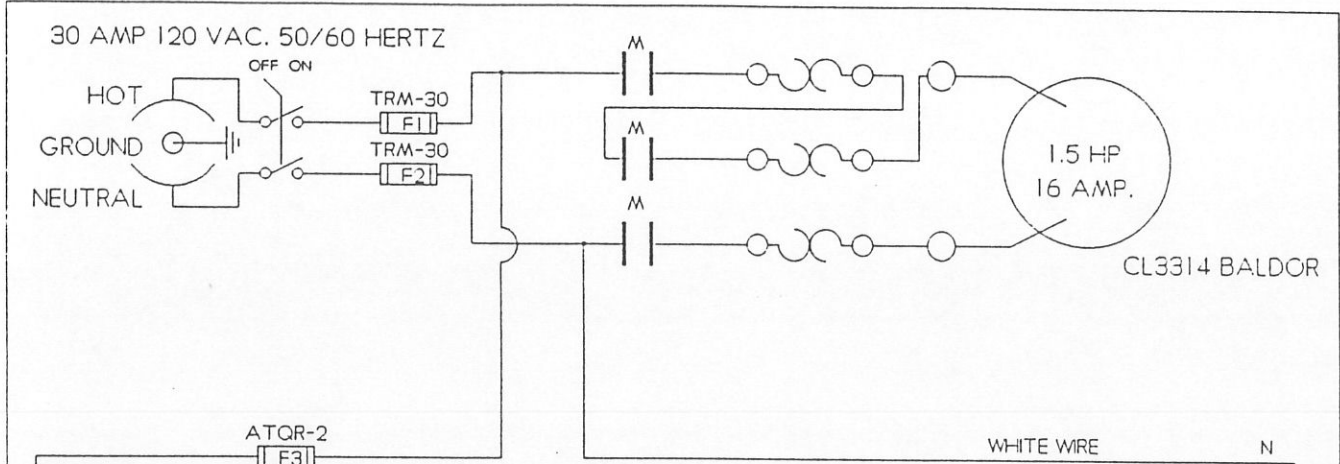 30 AMP 120 VAC. 50/60 HERTZ
OFF ON
HOT
GROUND
NEUTRAL
TRM-30
F1
TRM-30
F2
M
M
M
1.5 HP
16 AMP.
CL3314 BALDOR
ATQR-2
F3
WHITE WIRE
N